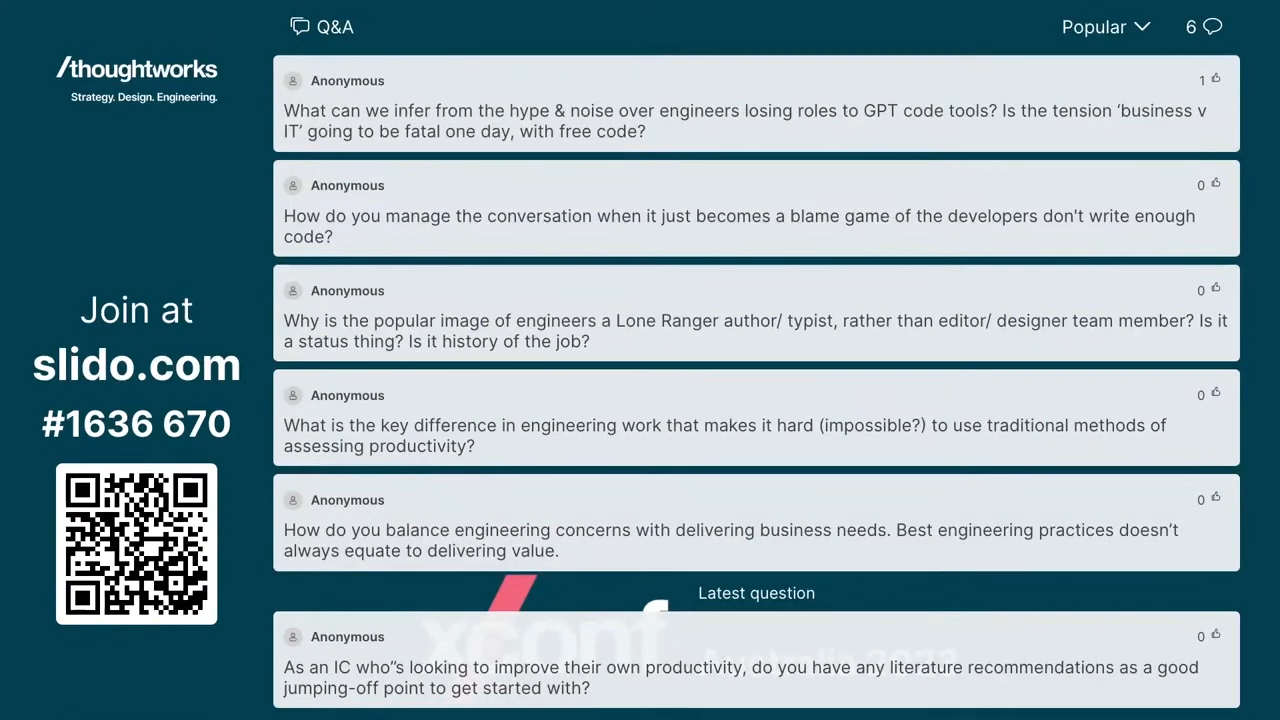 Q&A
Popular
6
/thoughtworks
Strategy. Design. Engineering.
Anonymous
1
What can we infer from the hype & noise over engineers losing roles to GPT code tools? Is the tension ‘business v
IT’ going to be fatal one day, with free code?
Anonymous
0
How do you manage the conversation when it just becomes a blame game of the developers don't write enough
code?
Anonymous
0
Why is the popular image of engineers a Lone Ranger author/ typist, rather than editor/ designer team member? Is it
a status thing? Is it history of the job?
Join at
slido.com
#1636 670
Anonymous
0
What is the key difference in engineering work that makes it hard (impossible?) to use traditional methods of
assessing productivity?
Anonymous
0
How do you balance engineering concerns with delivering business needs. Best engineering practices doesn’t
always equate to delivering value.
Latest question
xconf
Australia 2023
Anonymous
0
As an IC who"s looking to improve their own productivity, do you have any literature recommendations as a good
jumping-off point to get started with?